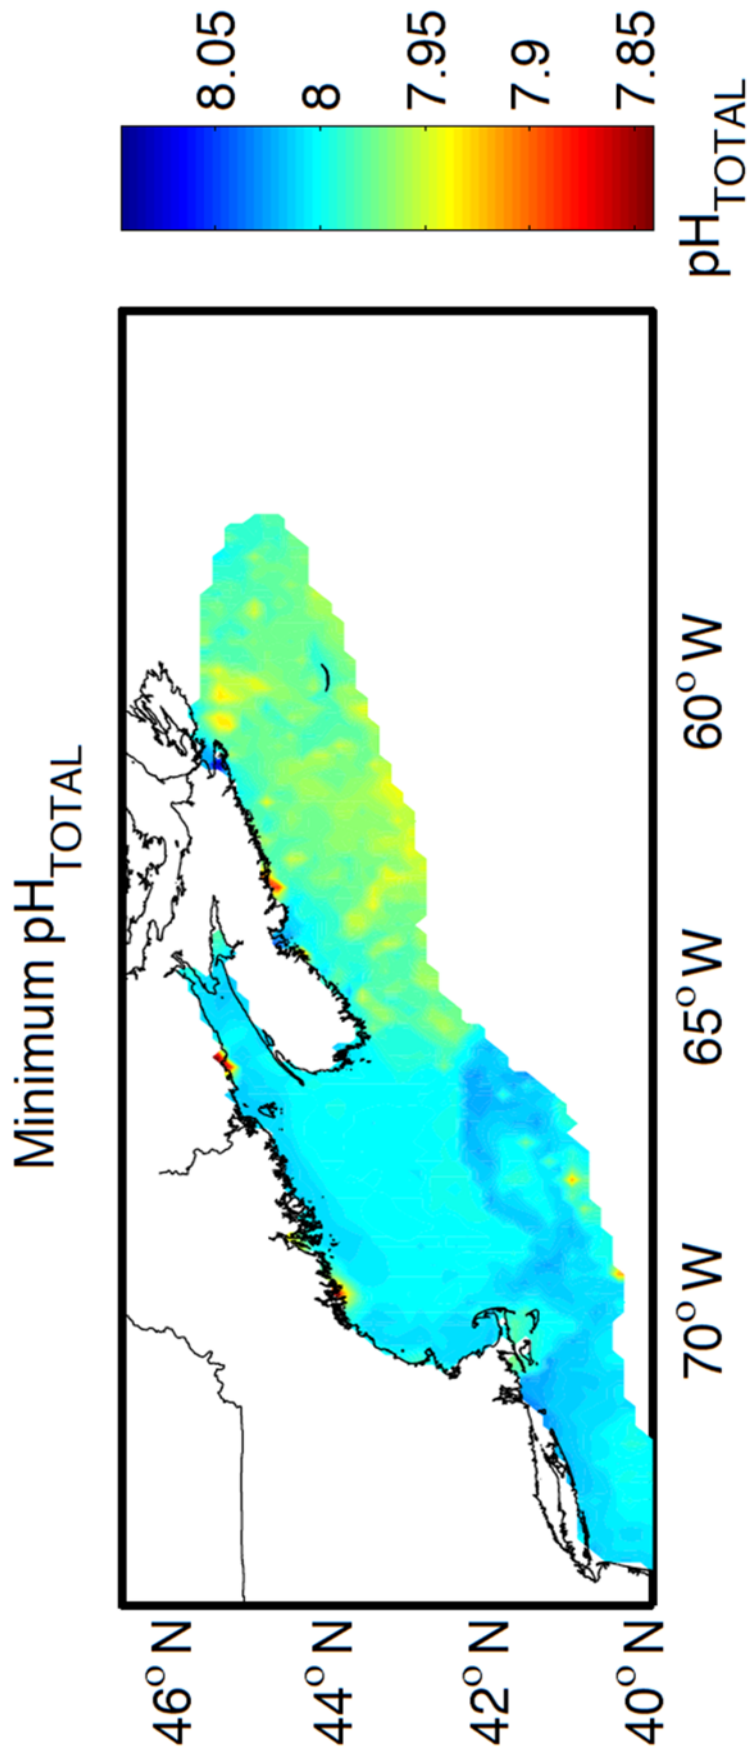 Minimum pH_TOTAL
46° N
44° N
42° N
40° N
70° W
65° W
60° W
8.05
8
7.95
7.9
7.85
pH_TOTAL